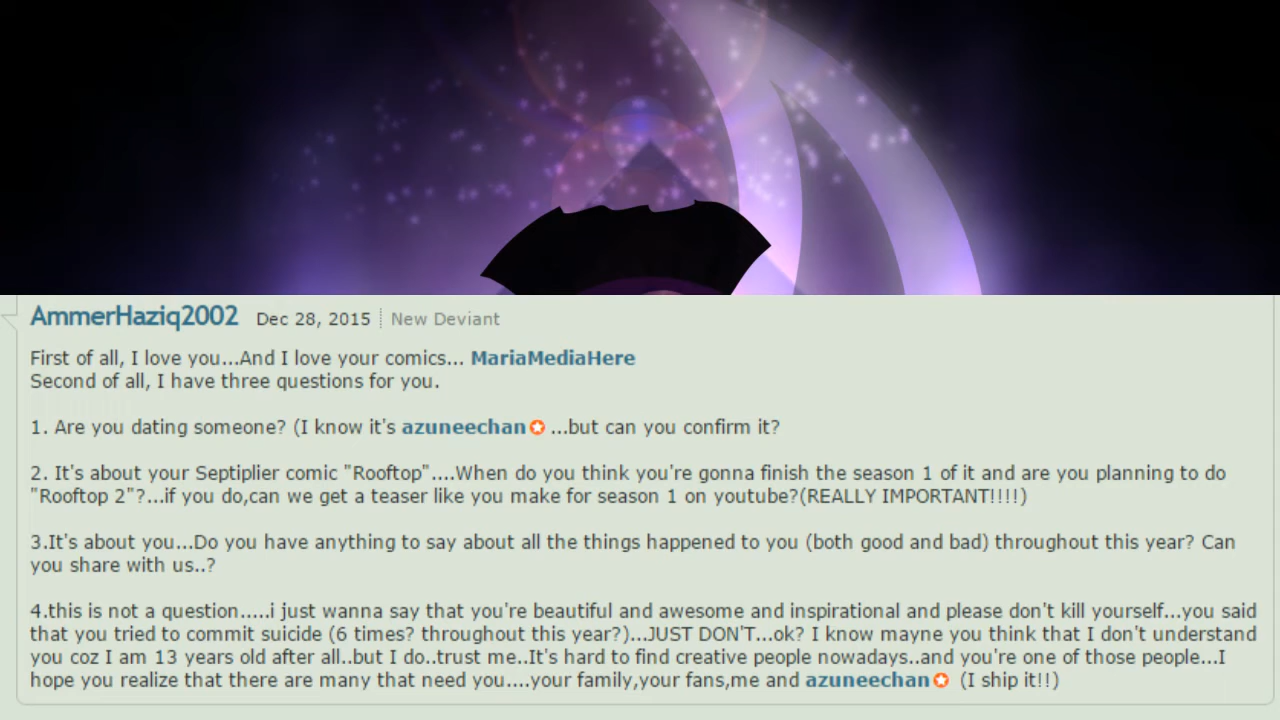 AmmerHaziq2002 Dec 28, 2015 New Deviant
First of all, I love you...And I love your comics... MariaMediaHere
Second of all, I have three questions for you.
1. Are you dating someone? (I know it's azuneechan ...but can you confirm it?
2. It's about your Septiplier comic "Rooftop"....When do you think you're gonna finish the season 1 of it and are you planning to do
"Rooftop 2"?...if you do,can we get a teaser like you make for season 1 on youtube?(REALLY IMPORTANT!!!!)
3.It's about you...Do you have anything to say about all the things happened to you (both good and bad) throughout this year? Can
you share with us..?
4.this is not a question.....i just wanna say that you're beautiful and awesome and inspirational and please don't kill yourself...you said
that you tried to commit suicide (6 times? throughout this year?)...JUST DON'T...ok? I know mayne you think that I don't understand
you coz I am 13 years old after all..but I do..trust me..It's hard to find creative people nowadays..and you're one of those people...I
hope you realize that there are many that need you....your family,your fans,me and azuneechan (I ship it!!)